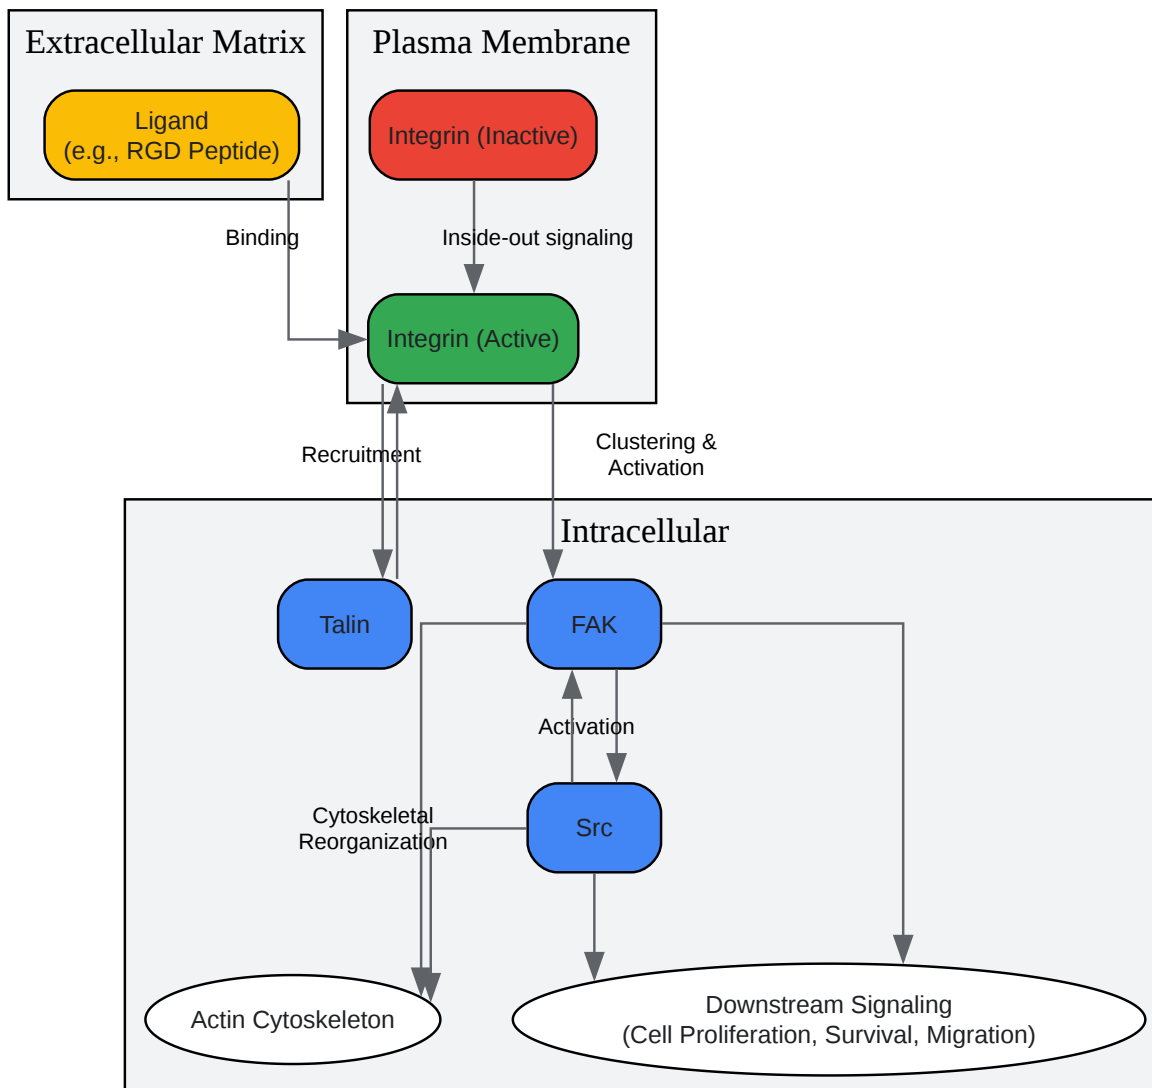 Extracellular Matrix
Plasma Membrane
Ligand
(e.g., RGD Peptide)
Integrin (Inactive)
Binding
Inside-out signaling
Integrin (Active)
Recruitment
Clustering &
Activation
Intracellular
Talin
FAK
Activation
Cytoskeletal
Reorganization
Src
Actin Cytoskeleton
Downstream Signaling
(Cell Proliferation, Survival, Migration)